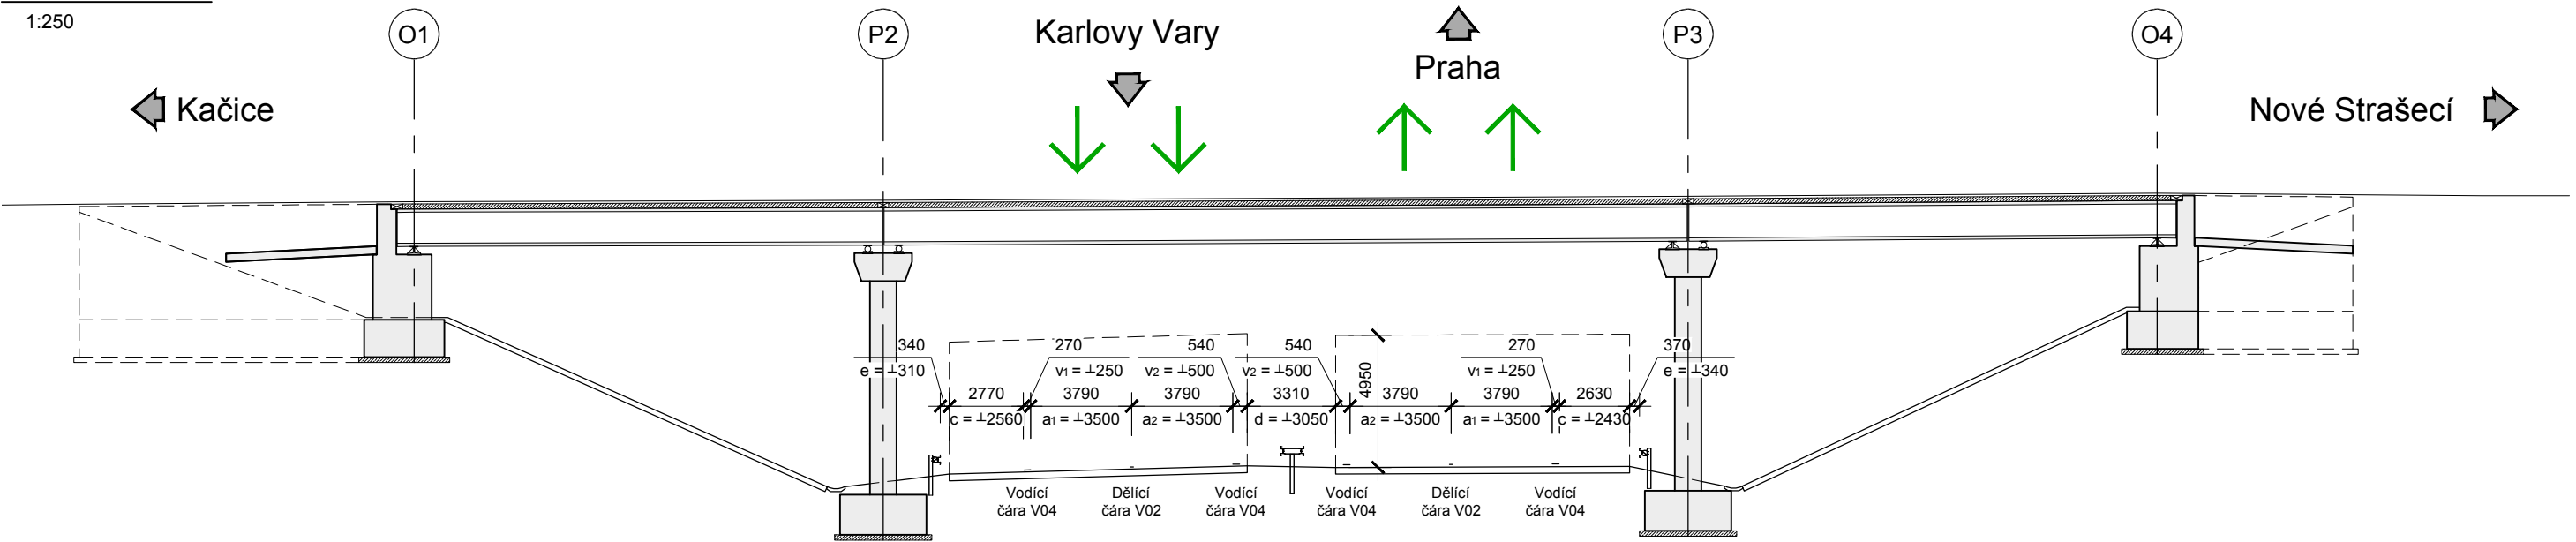 1:250
O1
P2
Karlovy Vary
Praha
P3
O4
Kačice
Nové Strašecí
340
270
540
540
270
370
e = ⊥310
v1 = ⊥250
v2 = ⊥500
v2 = ⊥500
4950
v1 = ⊥250
e = ⊥340
2770
3790
3790
3310
3790
3790
2630
c = ⊥2560
a1 = ⊥3500
a2 = ⊥3500
d = ⊥3050
a2 = ⊥3500
a1 = ⊥3500
c = ⊥2430
Vodící
čára V04
Dělící
čára V02
Vodící
čára V04
Vodící
čára V04
Dělící
čára V02
Vodící
čára V04